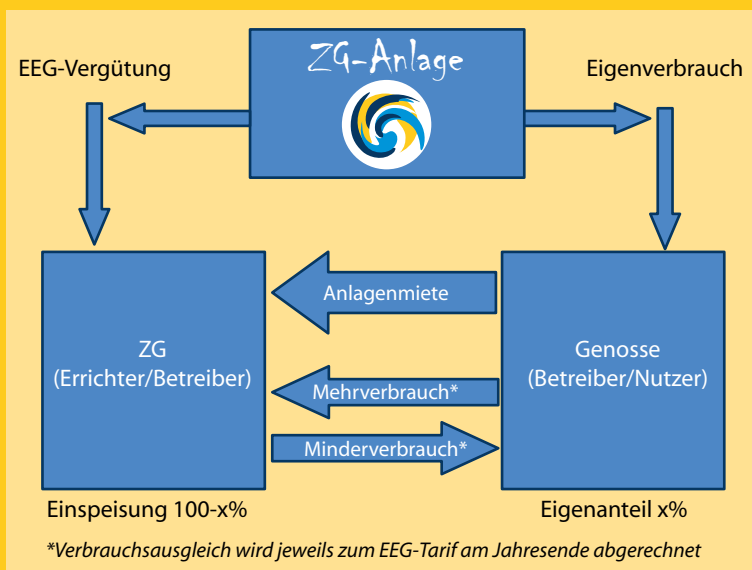 ZG-Anlage
EEG-Vergütung
Eigenverbrauch
Anlagenmiete
ZG
(Errichter/Betreiber)
Genosse
(Betreiber/Nutzer)
Mehrverbrauch*
Minderverbrauch*
Einspeisung 100-x%
Eigenanteil x%
*Verbrauchsausgleich wird jeweils zum EEG-Tarif am Jahresende abgerechnet